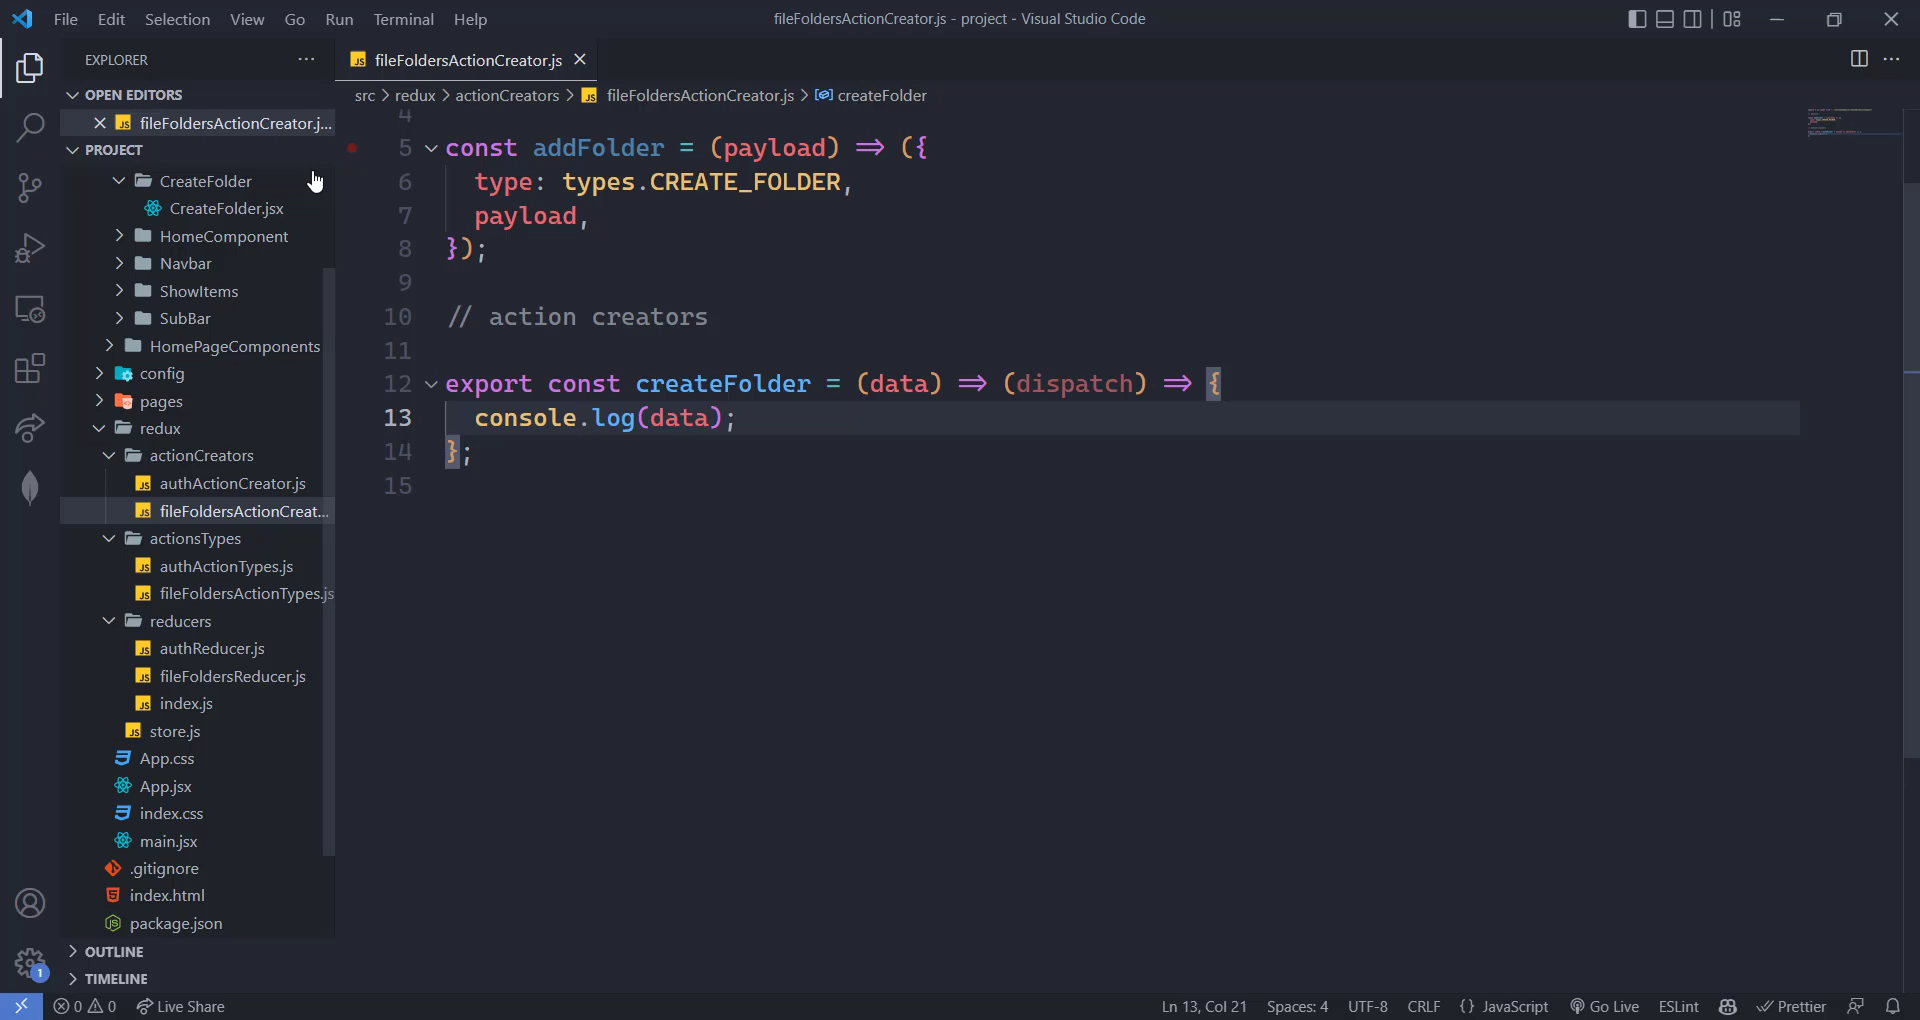 File Edit Selection View Go Run Terminal Help
fileFoldersActionCreator.js - project - Visual Studio Code
EXPLORER
OPEN EDITORS
fileFoldersActionCreator.j...
PROJECT
CreateFolder
CreateFolder.jsx
HomeComponent
Navbar
ShowItems
SubBar
HomePageComponents
config
pages
redux
actionCreators
authActionCreator.js
fileFoldersActionCreat...
actionsTypes
authActionTypes.js
fileFoldersActionTypes.js
reducers
authReducer.js
fileFoldersReducer.js
index.js
store.js
App.css
App.jsx
index.css
main.jsx
.gitignore
index.html
package.json
OUTLINE
TIMELINE
1
fileFoldersActionCreator.js
src > redux > actionCreators > fileFoldersActionCreator.js > createFolder
4
5 const addFolder = (payload) => ({
6 type: types.CREATE_FOLDER,
7 payload,
8 });
9
10 // action creators
11
12 export const createFolder = (data) => (dispatch) => {
13 console.log(data);
14 };
15
0 0 Live Share
Ln 13, Col 21 Spaces: 4 UTF-8 CRLF {} JavaScript Go Live ESLint Prettier